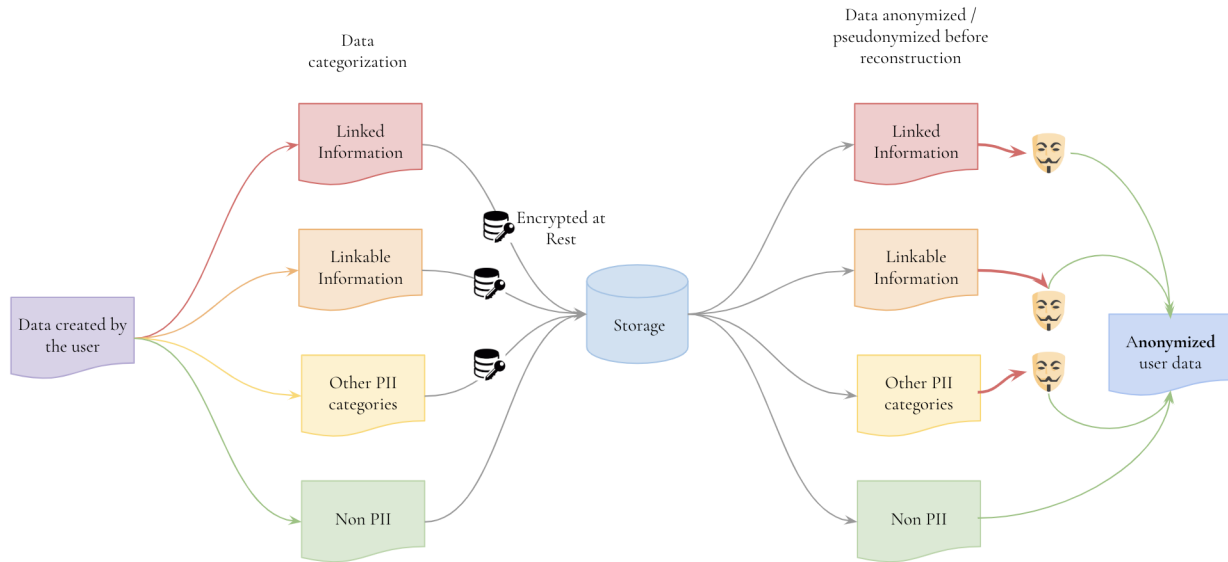 Data
categorization
Data anonymized /
pseudonymized before
reconstruction
Linked
Information
Linked
Information
Encrypted at
Rest
Linkable
Information
Linkable
Information
Data created by
the user
Storage
Anonymized
user data
Other PII
categories
Other PII
categories
Non PII
Non PII